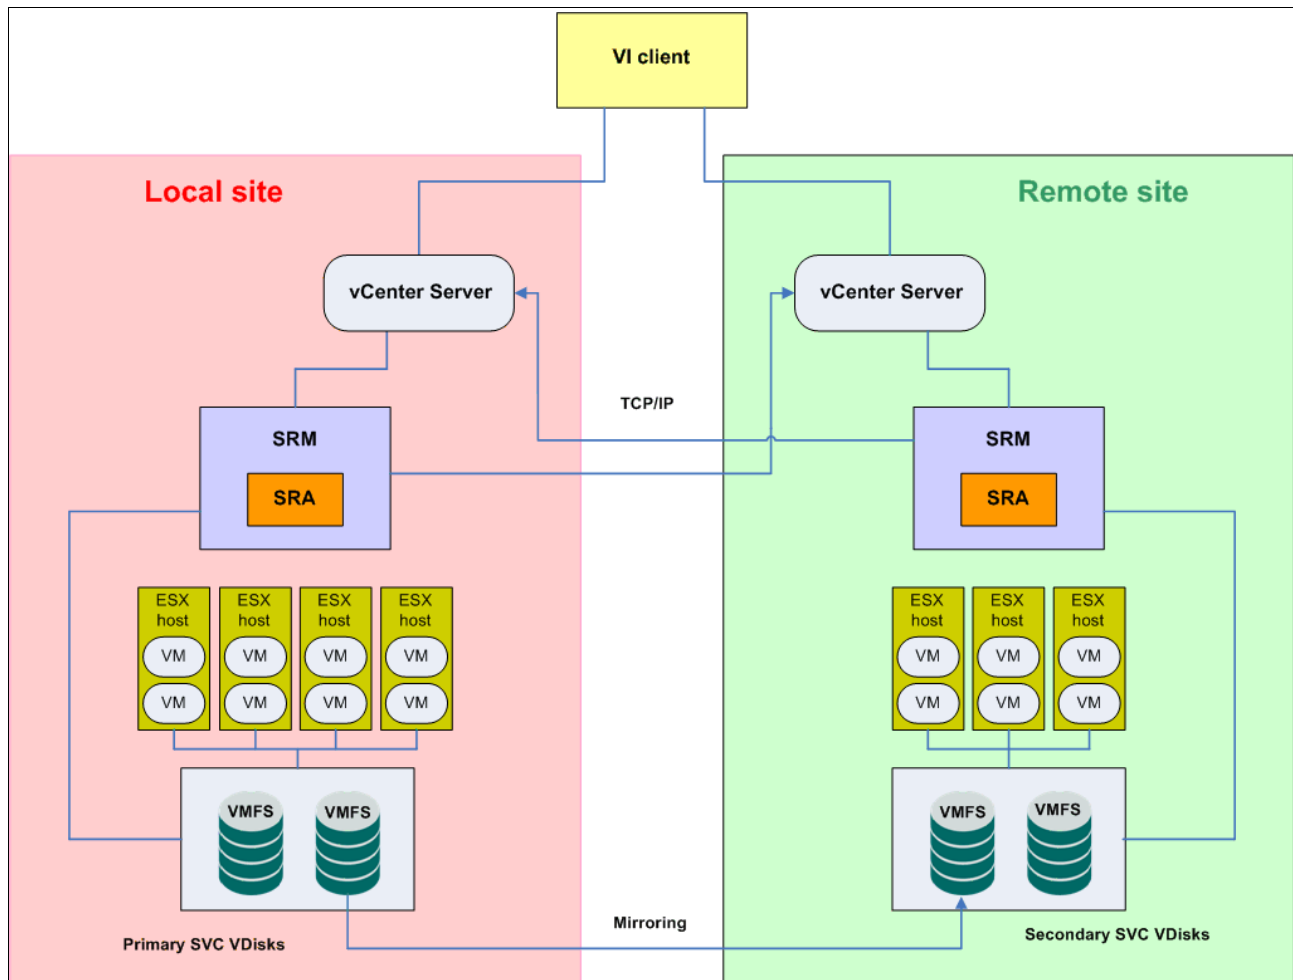 VI client
Local site
Remote site
vCenter Server
vCenter Server
TCP/IP
SRM
SRM
SRA
SRA
ESX
host
VM
VM
ESX
host
VM
VM
ESX
host
VM
VM
ESX
host
VM
VM
ESX
host
VM
VM
ESX
host
VM
VM
ESX
host
VM
VM
VMFS
VMFS
VMFS
VMFS
Mirroring
Primary SVC VDisks
Secondary SVC VDisks